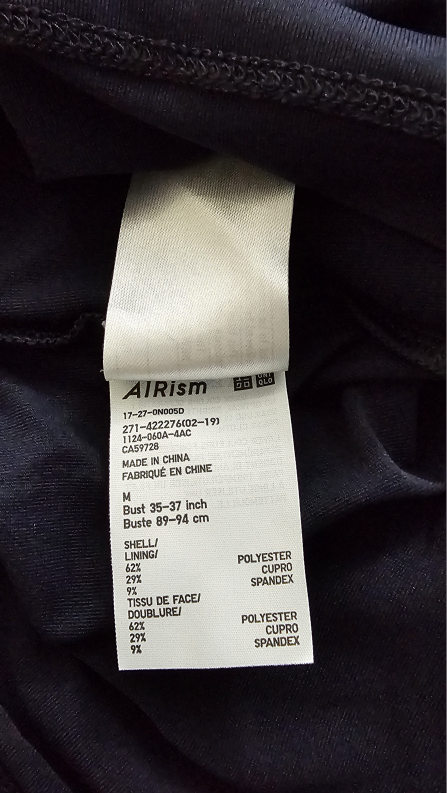 AIRism UNI QLO
17-27-0N005D
271-422276(02-19)
1124-060A-4AC
CA59728
MADE IN CHINA
FABRIQUÉ EN CHINE
M
Bust 35-37 inch
Buste 89-94 cm
SHELL/
LINING/
62% POLYESTER
29% CUPRO
9% SPANDEX
TISSU DE FACE/
DOUBLURE/
62% POLYESTER
29% CUPRO
9% SPANDEX